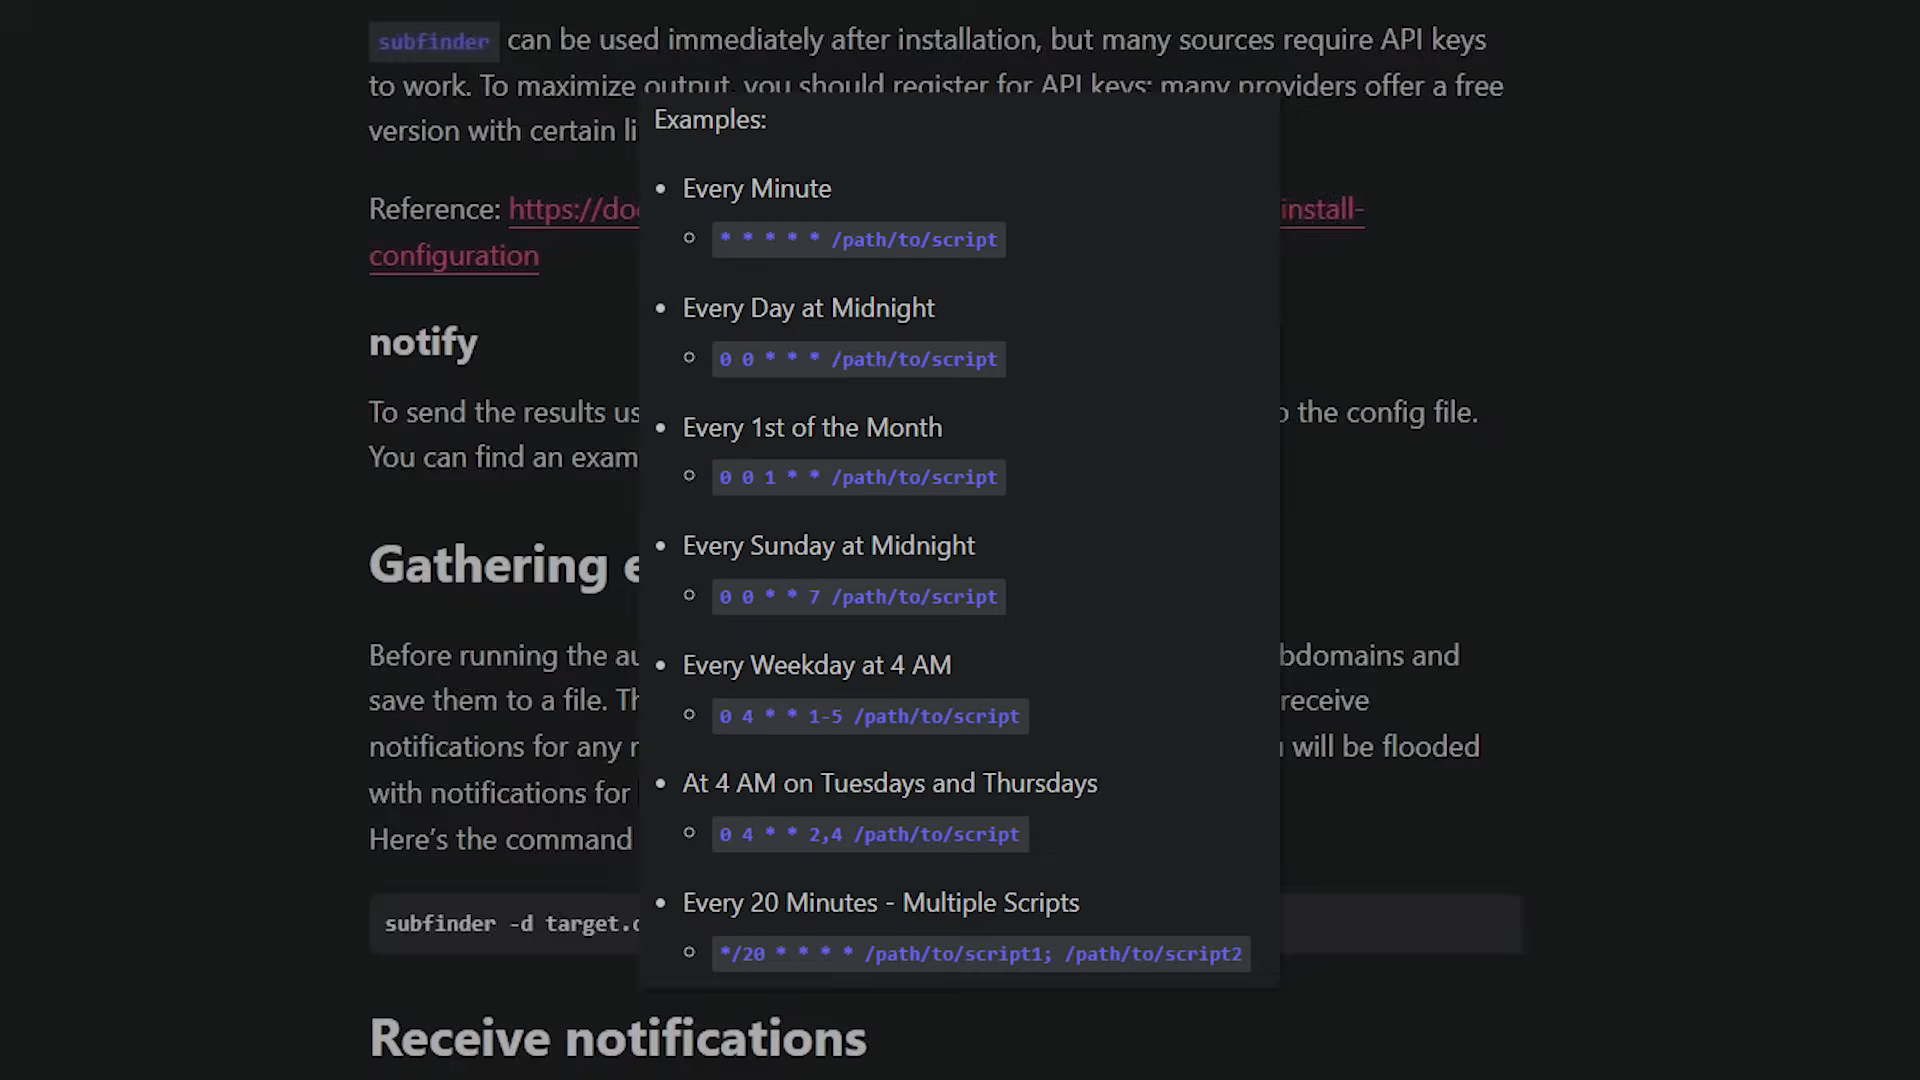 subfinder can be used immediately after installation, but many sources require API keys
to work. To maximize output, you should register for API keys; many providers offer a free
version with certain li
Examples:
• Every Minute
* * * * * /path/to/script
• Every Day at Midnight
0 0 * * * /path/to/script
• Every 1st of the Month
0 0 1 * * /path/to/script
• Every Sunday at Midnight
0 0 * * 7 /path/to/script
• Every Weekday at 4 AM
0 4 * * 1-5 /path/to/script
• At 4 AM on Tuesdays and Thursdays
0 4 * * 2,4 /path/to/script
• Every 20 Minutes - Multiple Scripts
*/20 * * * * /path/to/script1; /path/to/script2
Reference: https://do install-
configuration
notify
To send the results us the config file.
You can find an exam
Gathering
Before running the au bdomains and
save them to a file. Th receive
notifications for any will be flooded
with notifications for
Here's the command
subfinder -d target.
Receive notifications